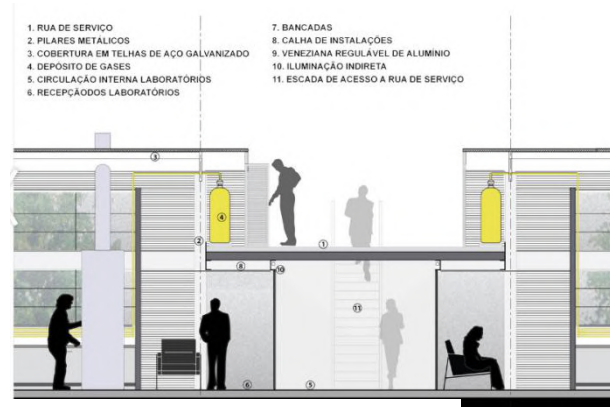 1. RUA DE SERVIÇO
2. PILARES METÁLICOS
3. COBERTURA EM TELHAS DE AÇO GALVANIZADO
4. DEPÓSITO DE GASES
5. CIRCULAÇÃO INTERNA LABORATÓRIOS
6. RECEPÇÃODOS LABORATÓRIOS
7. BANCADAS
8. CALHA DE INSTALAÇÕES
9. VENEZIANA REGULÁVEL DE ALUMÍNIO
10. ILUMINAÇÃO INDIRETA
11. ESCADA DE ACESSO A RUA DE SERVIÇO
3
4
2
1
8
10
11
6
5